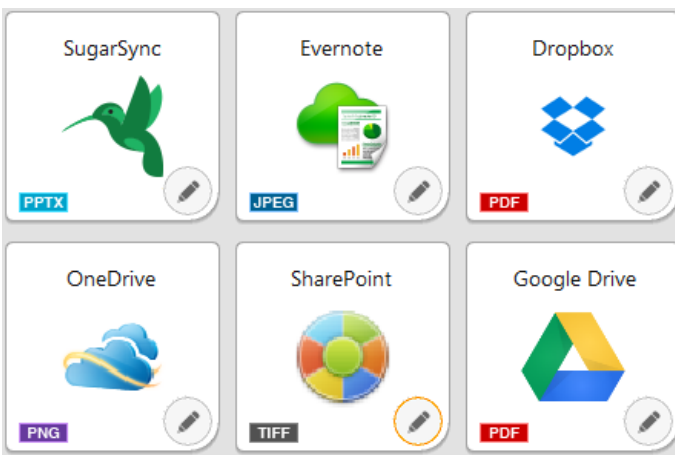 SugarSync
Evernote
Dropbox
PPTX
JPEG
PDF
OneDrive
SharePoint
Google Drive
PNG
TIFF
PDF